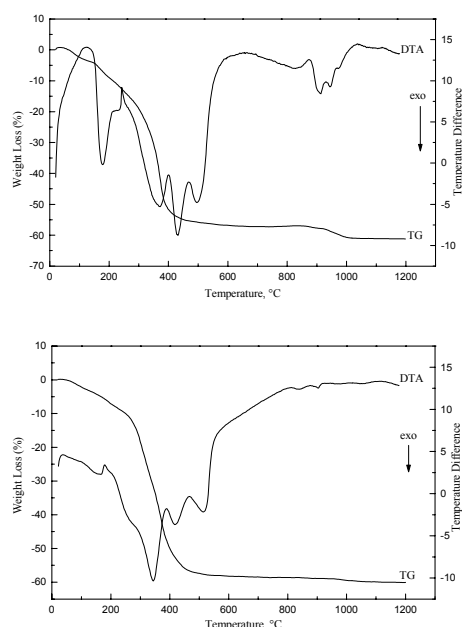 10
0
-10
-20
-30
-40
-50
-60
-70
Weight Loss (%)
DTA
exo
TG
15
10
5
0
-5
-10
Temperature Difference
0 200 400 600 800 1000 1200
Temperature, °C
10
0
-10
-20
-30
-40
-50
-60
Weight Loss (%)
DTA
exo
TG
15
10
5
0
-5
-10
Temperature Difference
0 200 400 600 800 1000 1200
Temperature, °C